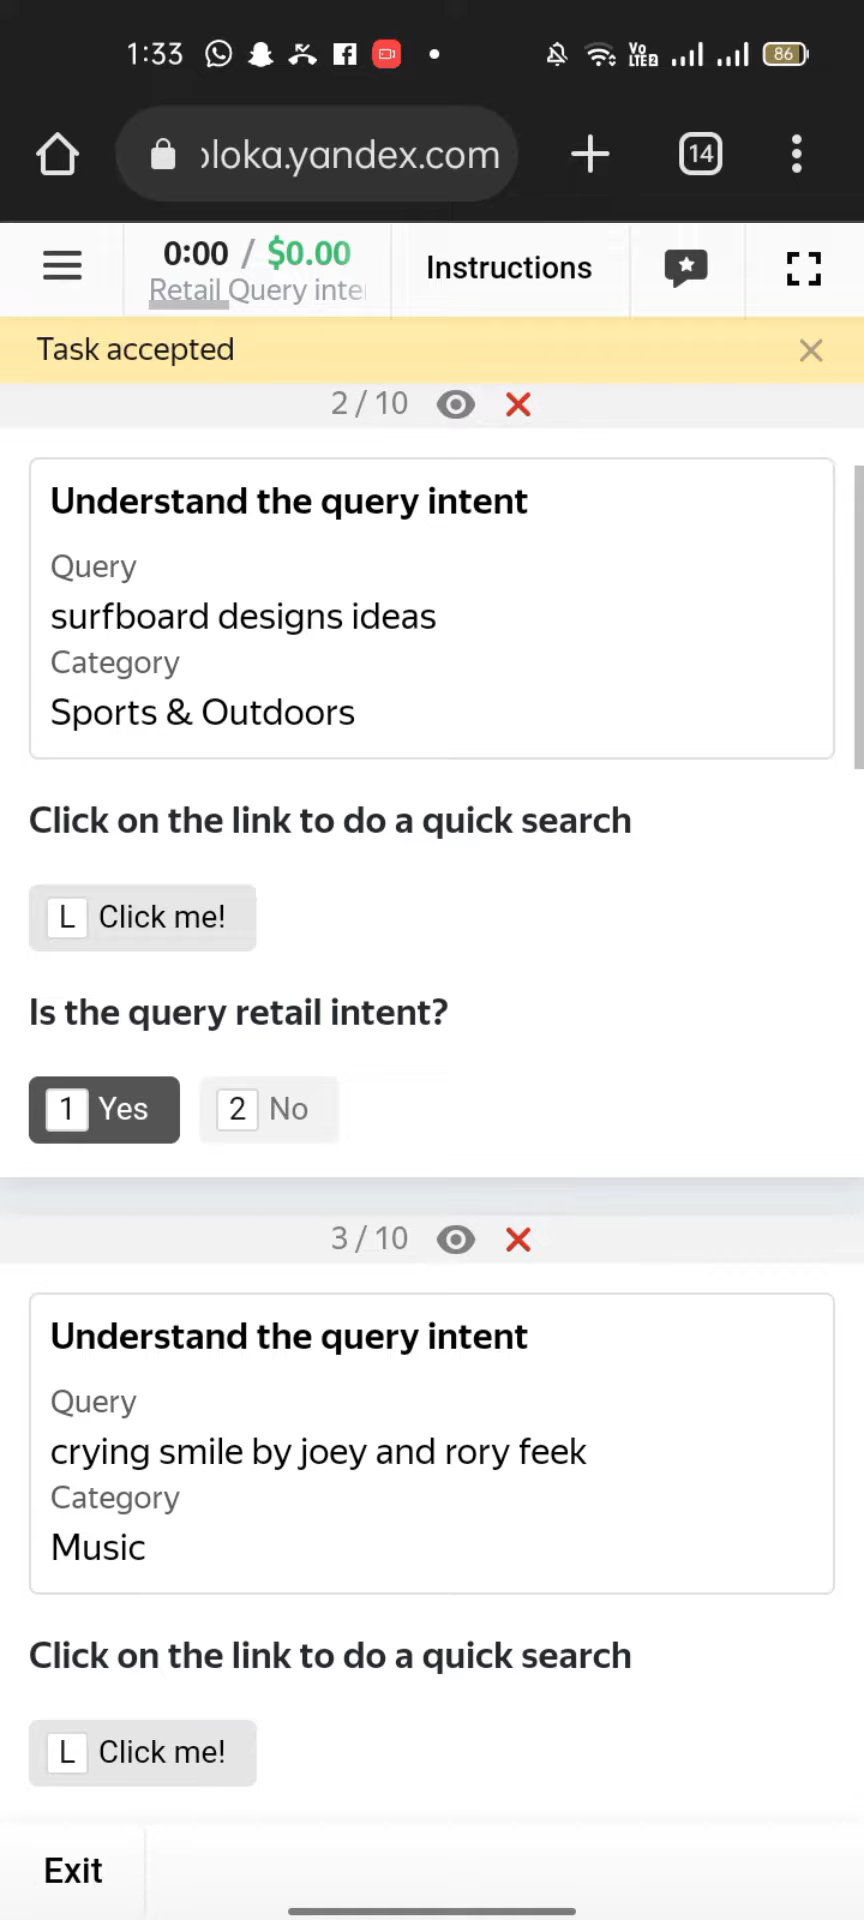 1:33
Vo
LTE2
86
oloka.yandex.com
14
0:00 / $0.00
Retail Query inte
Instructions
Task accepted
2 / 10
Understand the query intent
Query
surfboard designs ideas
Category
Sports & Outdoors
Click on the link to do a quick search
L Click me!
Is the query retail intent?
1 Yes
2 No
3 / 10
Understand the query intent
Query
crying smile by joey and rory feek
Category
Music
Click on the link to do a quick search
L Click me!
Exit